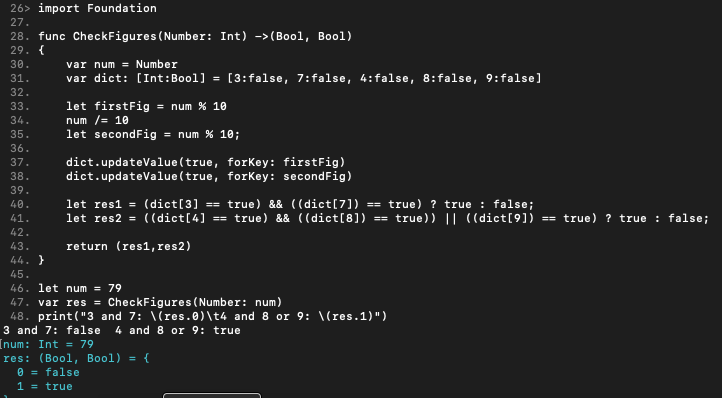 26> import Foundation
27.
28. func CheckFigures(Number: Int) ->(Bool, Bool)
29. {
30.     var num = Number
31.     var dict: [Int:Bool] = [3:false, 7:false, 4:false, 8:false, 9:false]
32.
33.     let firstFig = num % 10
34.     num /= 10
35.     let secondFig = num % 10;
36.
37.     dict.updateValue(true, forKey: firstFig)
38.     dict.updateValue(true, forKey: secondFig)
39.
40.     let res1 = (dict[3] == true) && ((dict[7]) == true) ? true : false;
41.     let res2 = ((dict[4] == true) && ((dict[8]) == true)) || ((dict[9]) == true) ? true : false;
42.
43.     return (res1,res2)
44. }
45.
46. let num = 79
47. var res = CheckFigures(Number: num)
48. print("3 and 7: \(res.0)\t4 and 8 or 9: \(res.1)")
3 and 7: false  4 and 8 or 9: true
[num: Int = 79
res: (Bool, Bool) = {
  0 = false
  1 = true
}